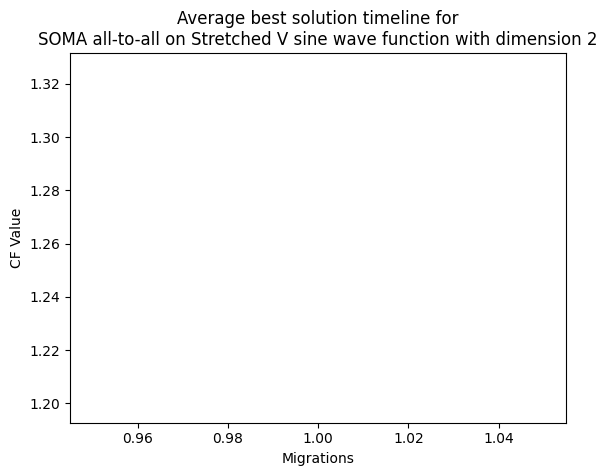 Average best solution timeline for
SOMA all-to-all on Stretched V sine wave function with dimension 2
1.32
1.30
1.28
1.26
1.24
1.22
1.20
CF Value
0.96 0.98 1.00 1.02 1.04
Migrations